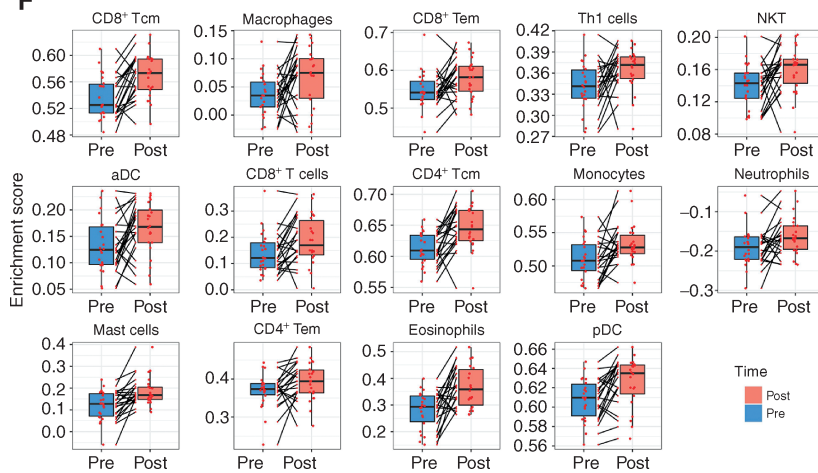 F
CD8⁺ Tcm Macrophages CD8⁺ Tem Th1 cells NKT
0.60 0.56 0.52 0.48
0.15 0.10 0.05 0.00
0.7 0.6 0.5
0.42 0.39 0.36 0.33 0.30 0.27
0.20 0.16 0.12 0.08
Pre Post Pre Post Pre Post Pre Post Pre Post
Enrichment score
aDC CD8⁺ T cells CD4⁺ Tcm Monocytes Neutrophils
0.20 0.15 0.10 0.05
0.3 0.2 0.1 0.0
0.70 0.65 0.60 0.55
0.60 0.55 0.50
−0.1 −0.2 −0.3
Pre Post Pre Post Pre Post Pre Post Pre Post
Mast cells CD4⁺ Tem Eosinophils pDC
0.4 0.3 0.2 0.1 0.0
0.4 0.3
0.5 0.4 0.3 0.2
0.66 0.64 0.62 0.60 0.58 0.56
Pre Post Pre Post Pre Post Pre Post
Time
Post
Pre